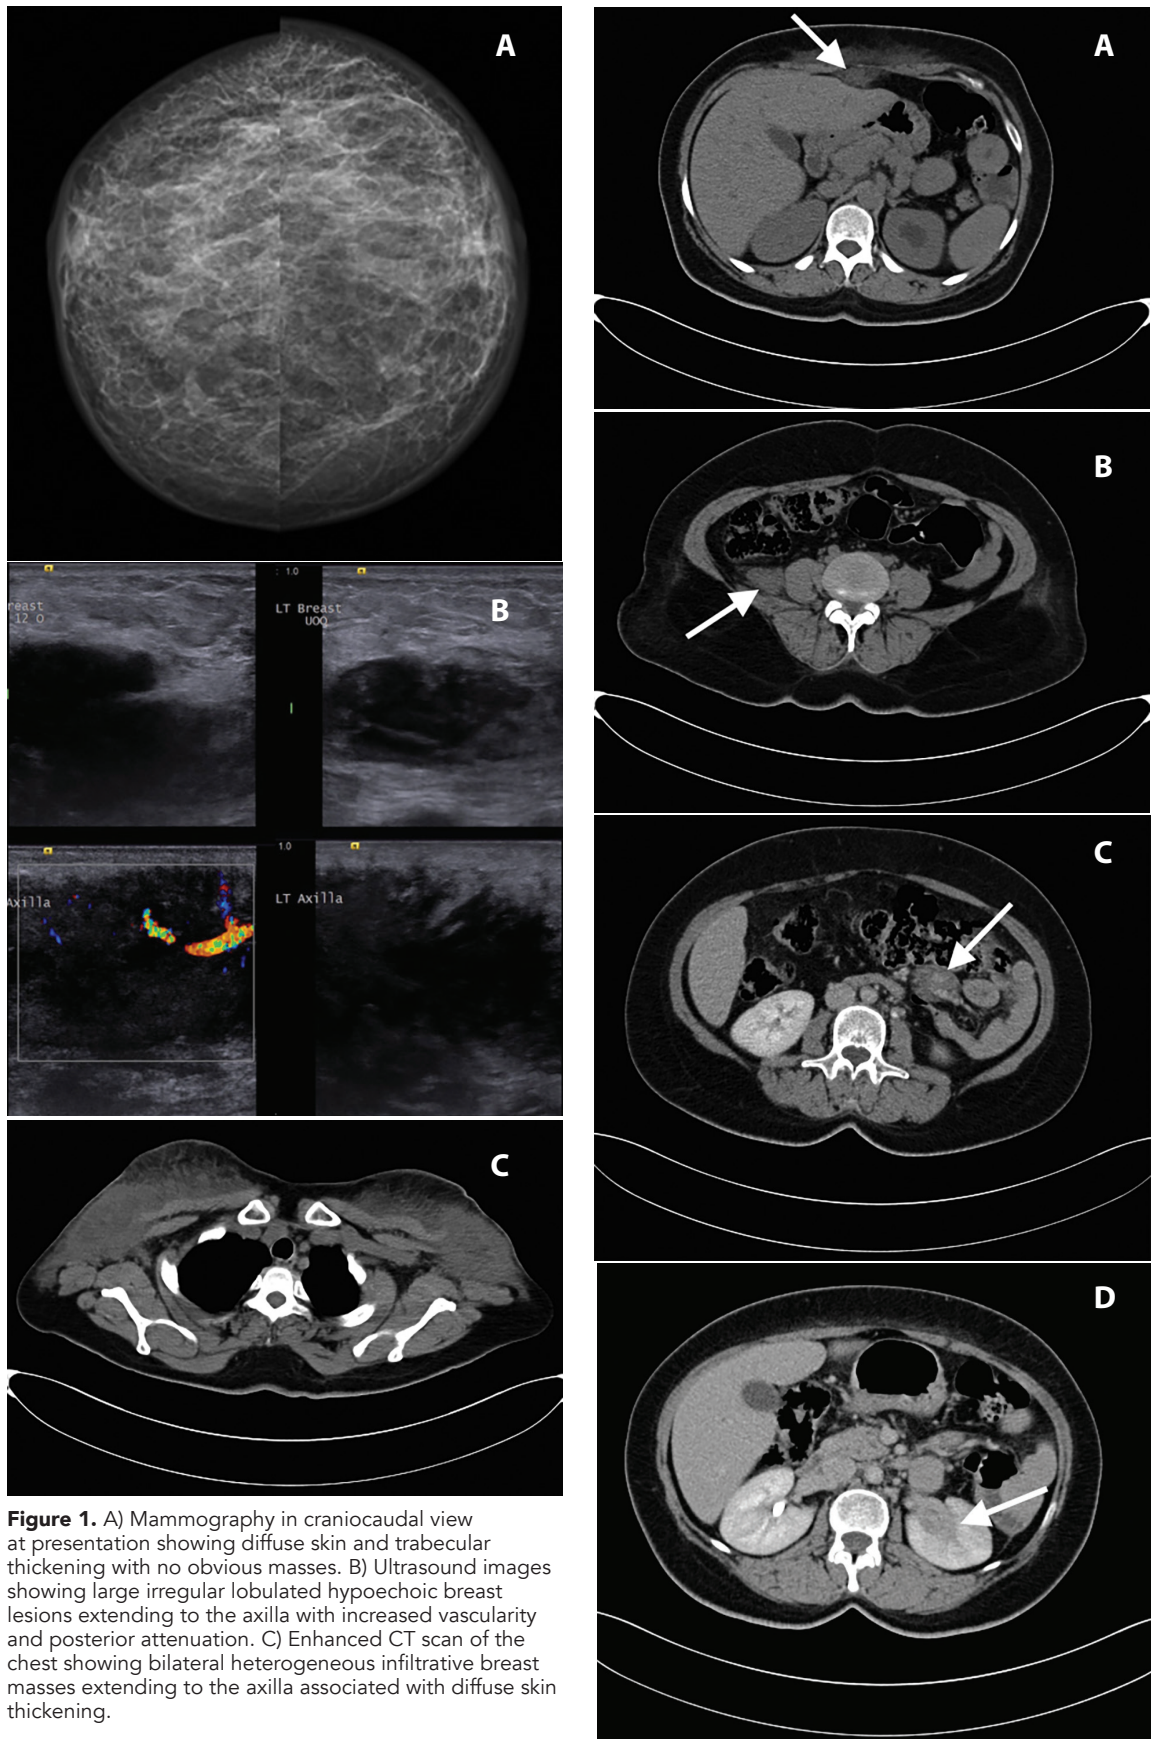 A
B
reast
12 O
: 1.0
LT Breast
UOQ
Axilla
1.0
LT Axilla
C
Figure 1. A) Mammography in craniocaudal view
at presentation showing diffuse skin and trabecular
thickening with no obvious masses. B) Ultrasound images
showing large irregular lobulated hypoechoic breast
lesions extending to the axilla with increased vascularity
and posterior attenuation. C) Enhanced CT scan of the
chest showing bilateral heterogeneous infiltrative breast
masses extending to the axilla associated with diffuse skin
thickening.
A
B
C
D